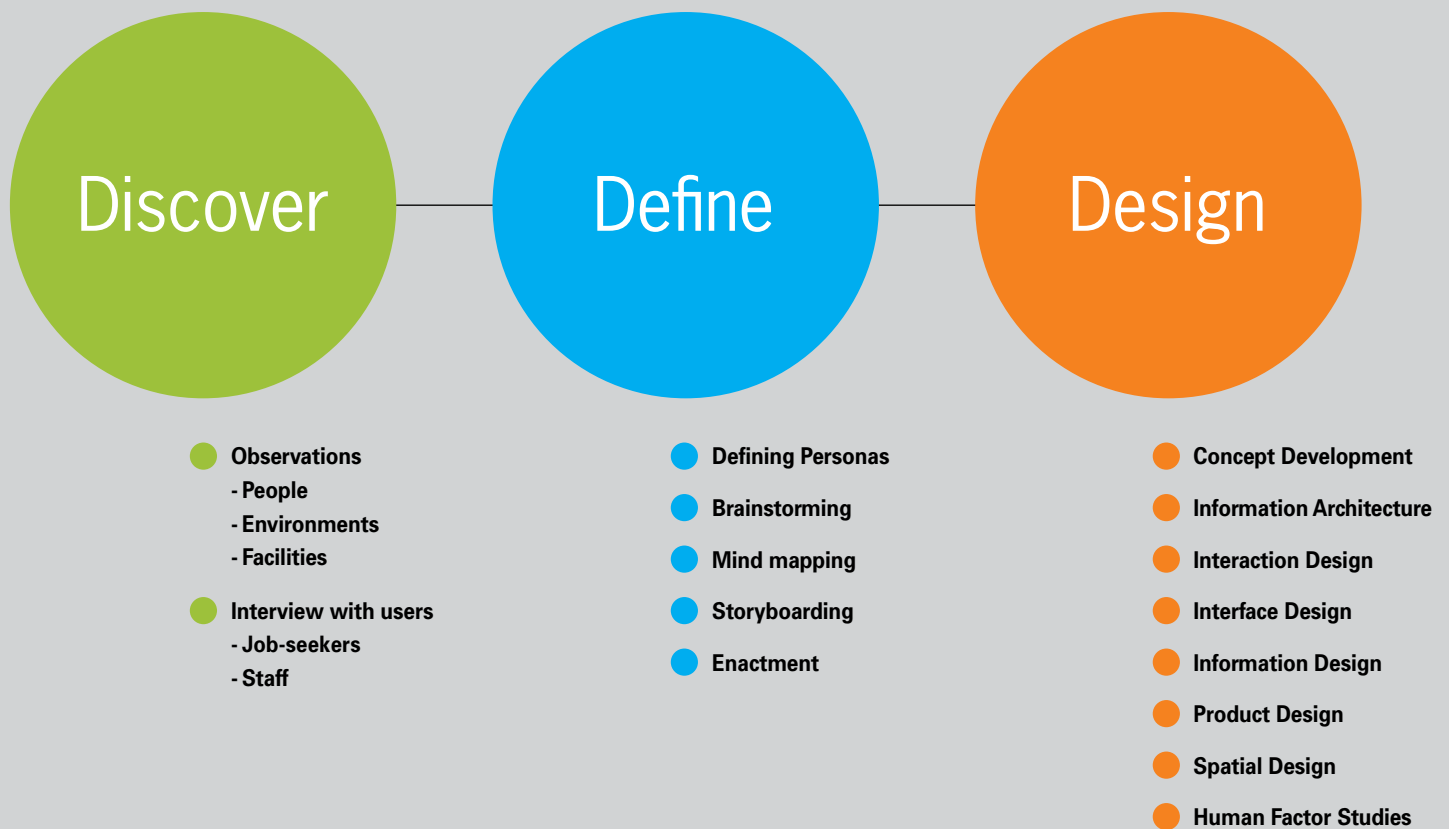 Discover
Define
Design
Observations
- People
- Environments
- Facilities
Interview with users
- Job-seekers
- Staff
Defining Personas
Brainstorming
Mind mapping
Storyboarding
Enactment
Concept Development
Information Architecture
Interaction Design
Interface Design
Information Design
Product Design
Spatial Design
Human Factor Studies